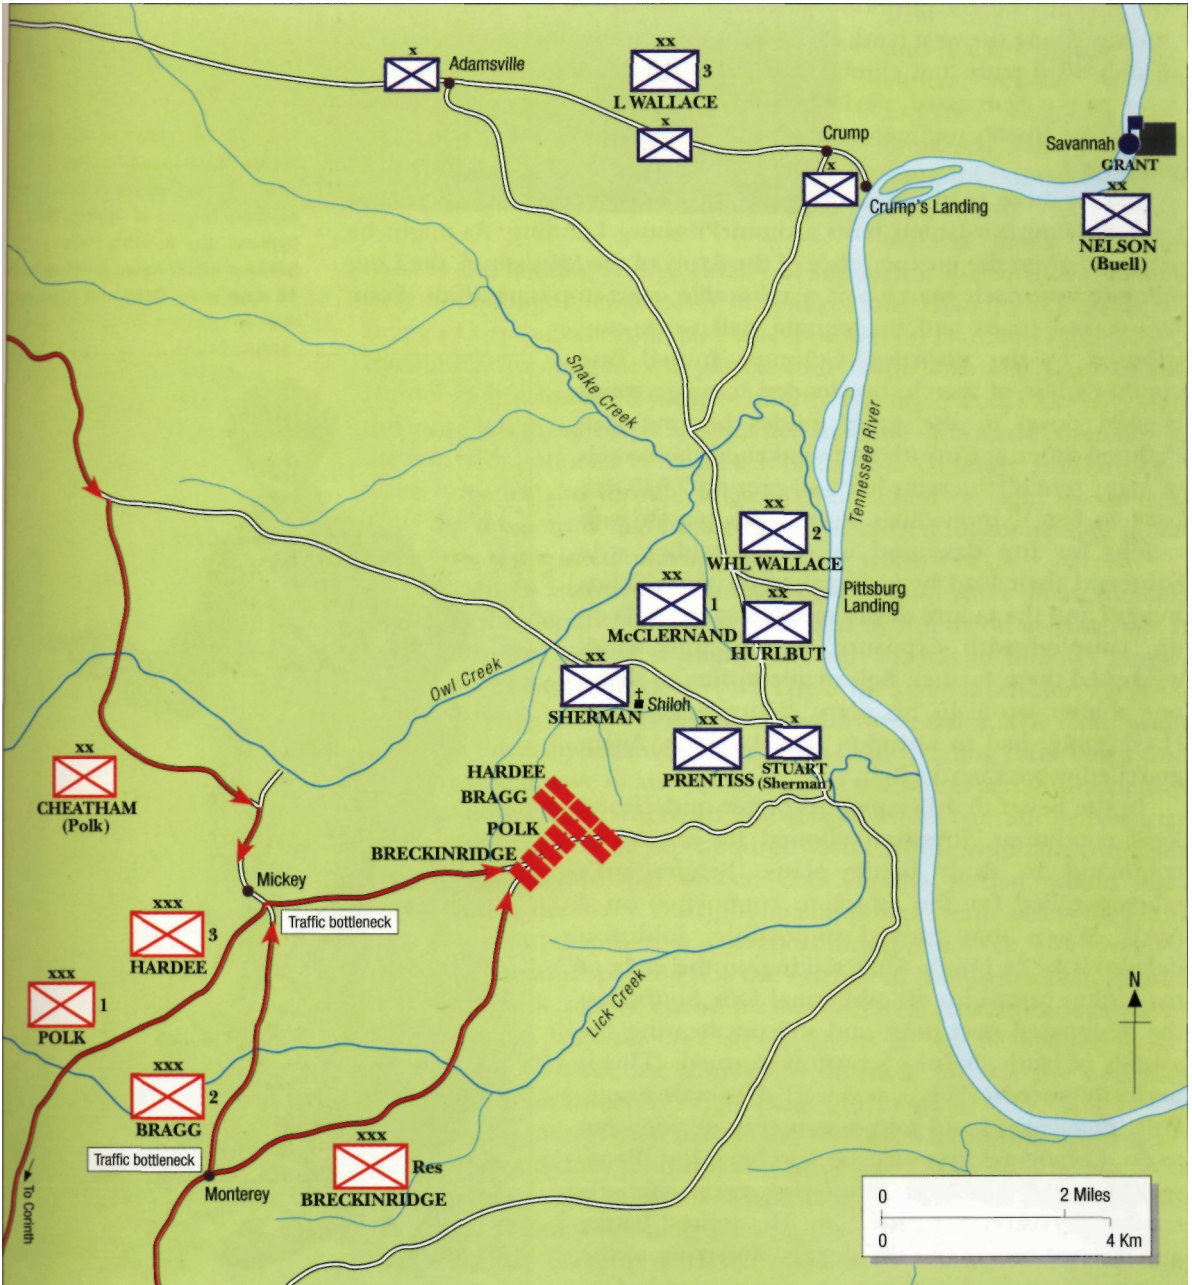 x
Adamsville
xx
3
L WALLACE
x
Crump
x
Crump's Landing
Savannah
GRANT
xx
NELSON
(Buell)
Snake Creek
Tennessee River
xx
2
WHL WALLACE
Pittsburg
Landing
xx
1
McCLERNAND
xx
HURLBUT
Owl Creek
xx
SHERMAN
Shiloh
xx
PRENTISS
x
STUART
(Sherman)
xx
CHEATHAM
(Polk)
HARDEE
BRAGG
POLK
BRECKINRIDGE
Mickey
Traffic bottleneck
xxx
3
HARDEE
xxx
1
POLK
Lick Creek
N
xxx
2
BRAGG
Traffic bottleneck
Monterey
xxx
Res
BRECKINRIDGE
To Corinth
0 2 Miles
0 4 Km